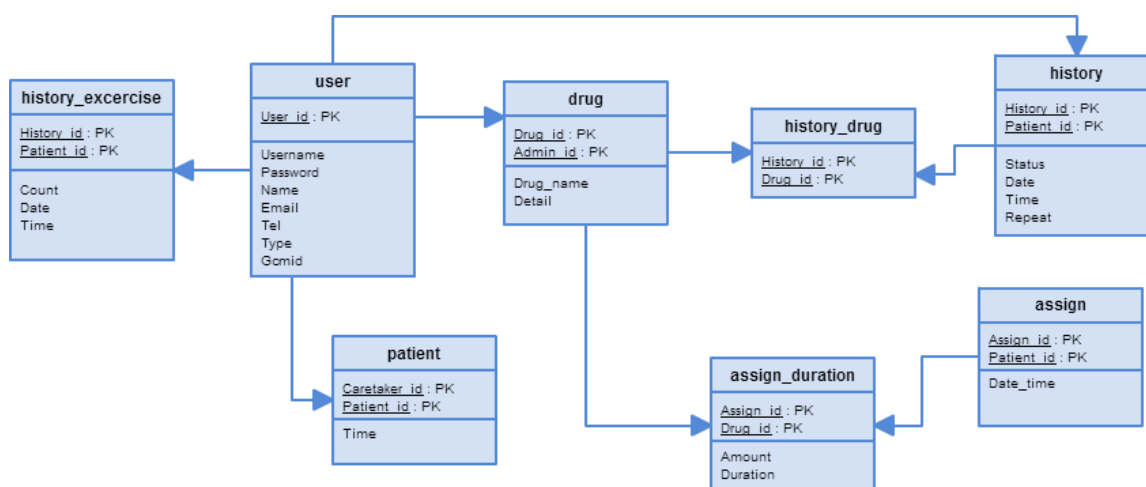 history_excercise
History_id : PK
Patient_id : PK
Count
Date
Time
user
User_id : PK
Username
Password
Name
Email
Tel
Type
Gcmid
drug
Drug_id : PK
Admin_id : PK
Drug_name
Detail
history_drug
History_id : PK
Drug_id : PK
history
History_id : PK
Patient_id : PK
Status
Date
Time
Repeat
patient
Caretaker_id : PK
Patient_id : PK
Time
assign_duration
Assign_id : PK
Drug_id : PK
Amount
Duration
assign
Assign_id : PK
Patient_id : PK
Date_time